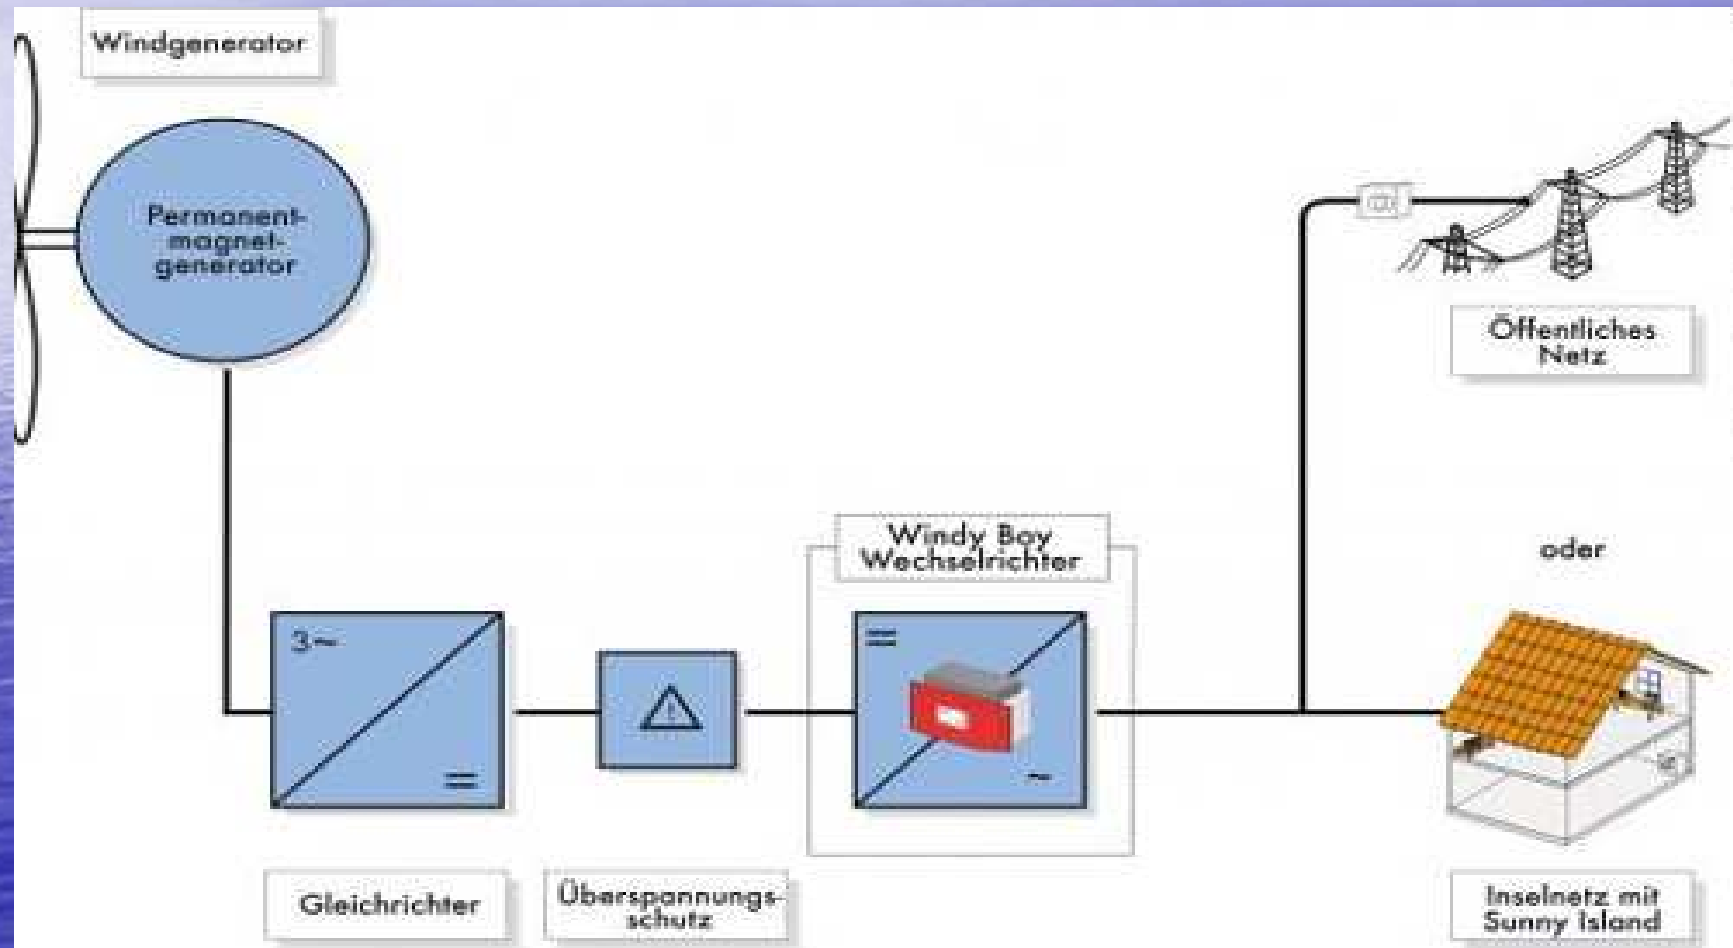 Windgenerator
Permanent-
magnet-
generator
Öffentliches
Netz
Windy Boy
Wechselrichter
oder
3~
=
=
~
Gleichrichter
Überspannungs-
schutz
Inselnetz mit
Sunny Island